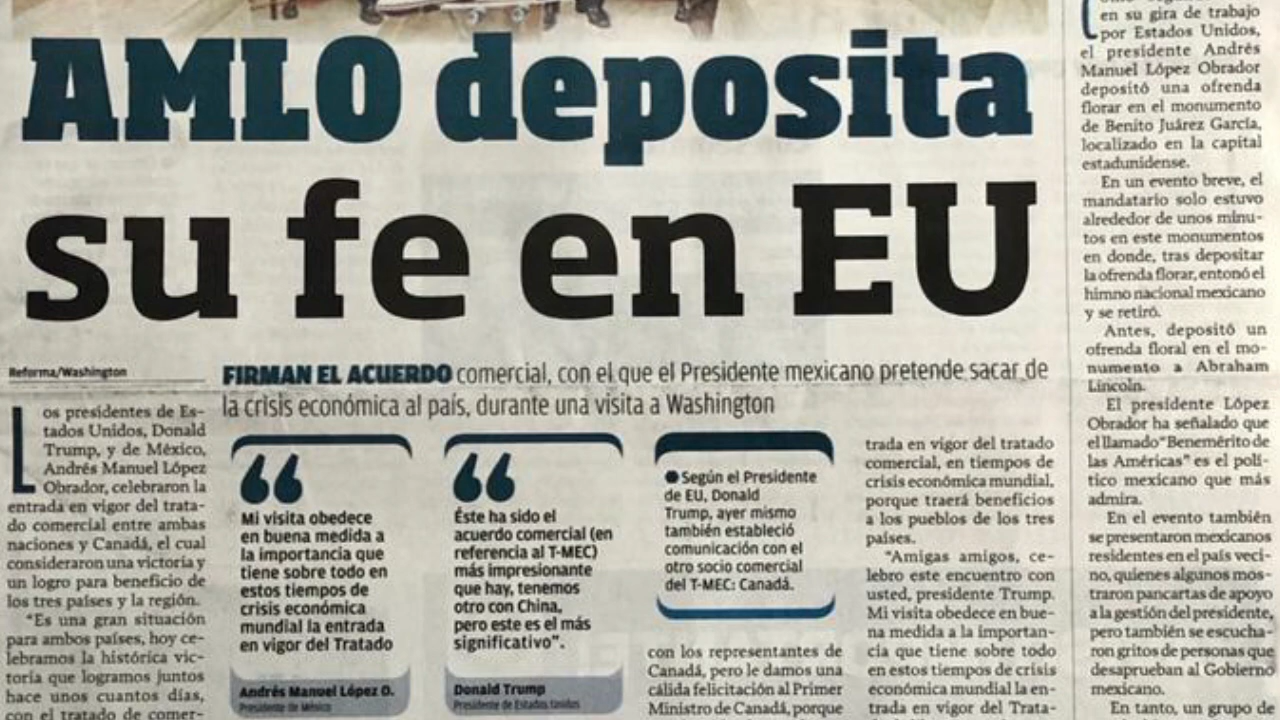 AMLO deposita
su fe en EU
Reforma/Washington
FIRMAN EL ACUERDO comercial, con el que el Presidente mexicano pretende sacar de
la crisis económica al país, durante una visita a Washington
Los presidentes de Es-
tados Unidos, Donald
Trump, y de México,
Andrés Manuel López
Obrador, celebraron la
entrada en vigor del trata-
do comercial entre ambas
naciones y Canadá, el cual
consideraron una victoria y
un logro para beneficio de
los tres países y la región.
"Es una gran situación
para ambos países, hoy ce-
lebramos la histórica vic-
toria que logramos juntos
hace unos cuantos días,
con el tratado de comer-
“
Mi visita obedece
en buena medida a
la importancia que
tiene sobre todo en
estos tiempos de
crisis económica
mundial la entrada
en vigor del Tratado
Andrés Manuel López O.
Presidente de México
“
Éste ha sido el
acuerdo comercial (en
referencia al T-MEC)
más impresionante
que hay, tenemos
otro con China,
pero este es el más
significativo”.
Donald Trump
Presidente de Estados Unidos
●Según el Presidente
de EU, Donald
Trump, ayer mismo
también estableció
comunicación con el
otro socio comercial
del T-MEC: Canadá.
con los representantes de
Canadá, pero le damos una
cálida felicitación al Primer
Ministro de Canadá, porque
trada en vigor del tratado
comercial, en tiempos de
crisis económica mundial,
porque traerá beneficios
a los pueblos de los tres
países.
"Amigas amigos, ce-
lebro este encuentro con
usted, presidente Trump.
Mi visita obedece en bue-
na medida a la importan-
cia que tiene sobre todo
en estos tiempos de crisis
económica mundial la en-
trada en vigor del Trata-
en su gira de trabajo
por Estados Unidos,
el presidente Andrés
Manuel López Obrador
depositó una ofrenda
florar en el monumento
de Benito Juárez García,
localizado en la capital
estadunidense.
En un evento breve, el
mandatario solo estuvo
alrededor de unos minu-
tos en este monumentos
en donde, tras depositar
la ofrenda florar, entonó el
himno nacional mexicano
y se retiró.
Antes, depositó un
ofrenda floral en el mo-
numento a Abraham
Lincoln.
El presidente López
Obrador ha señalado que
el llamado "Benemérito de
las Américas" es el polí-
tico mexicano que más
admira.
En el evento también
se presentaron mexicanos
residentes en el país veci-
no, quienes algunos mos-
traron pancartas de apoyo
a la gestión del presidente,
pero también se escucha-
ron gritos de personas que
desaprueban al Gobierno
mexicano.
En tanto, un grupo de